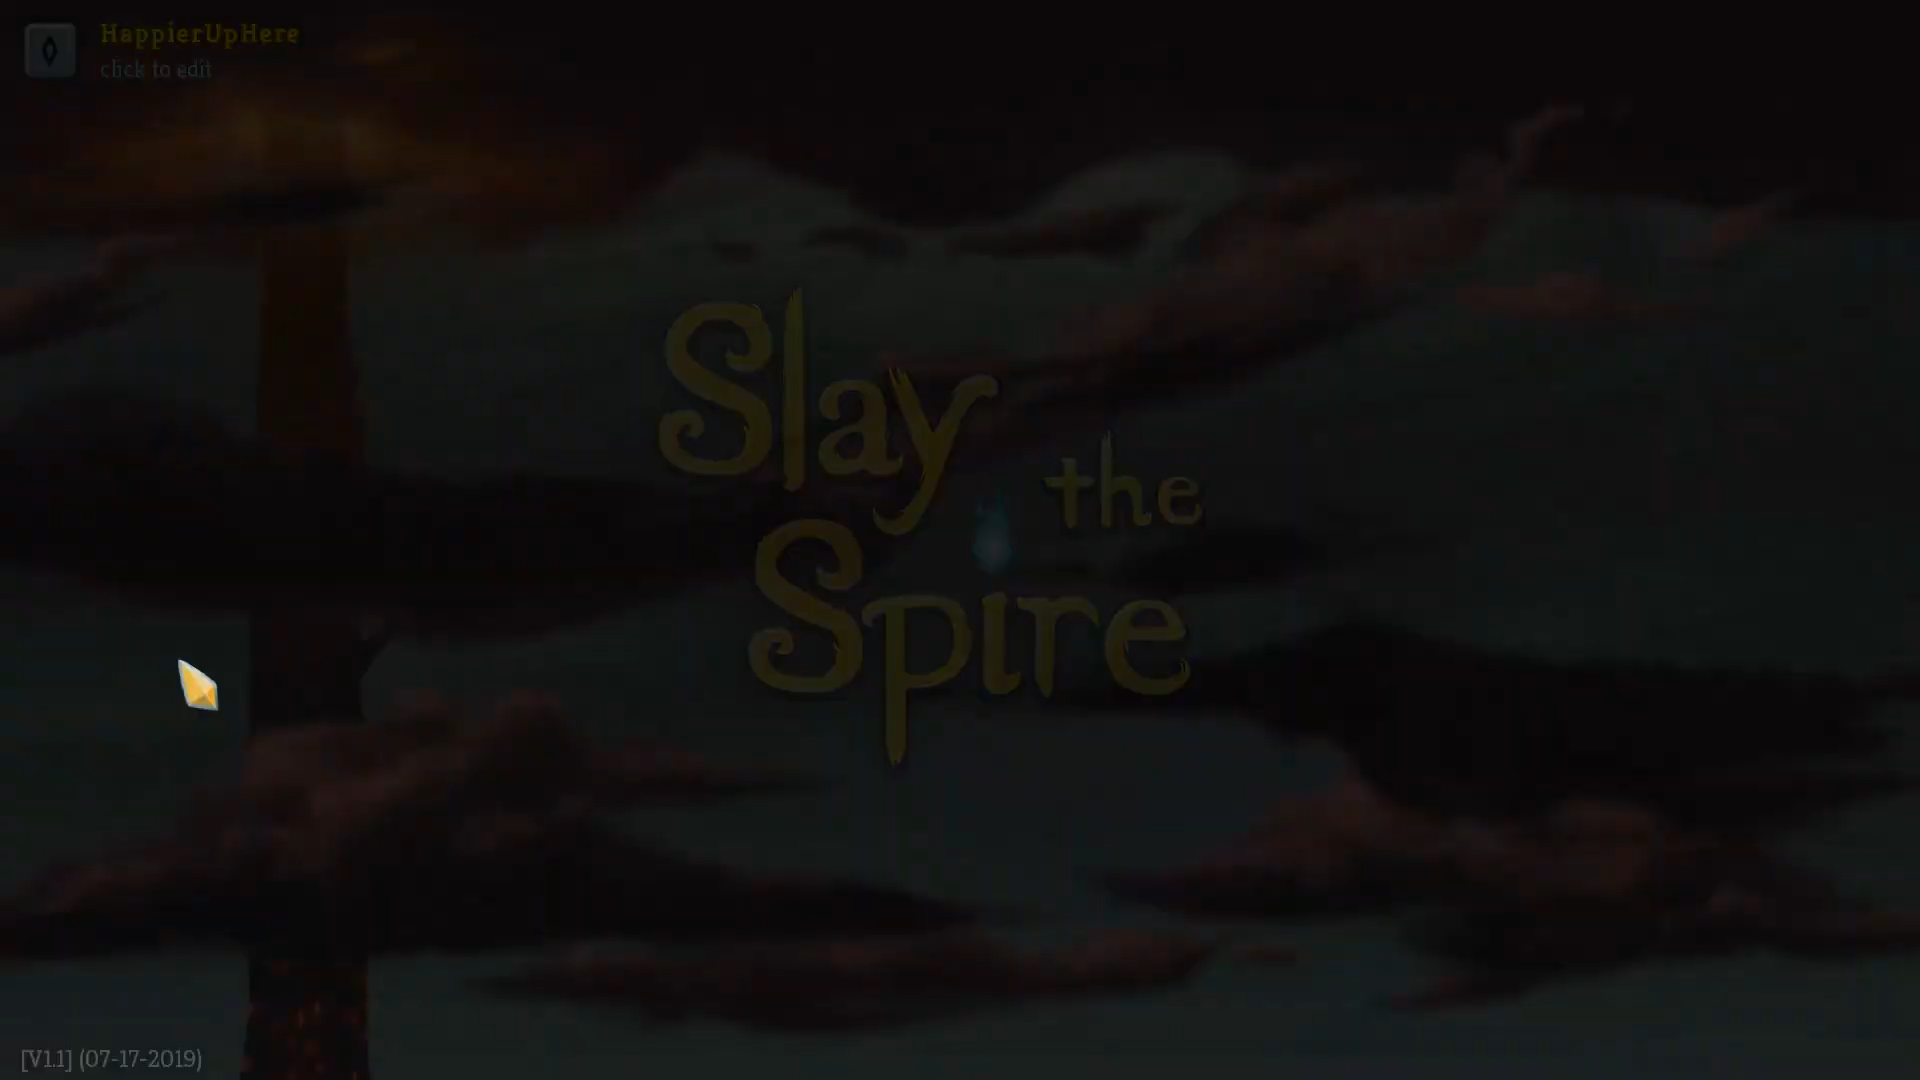 HappierUpHere
click to edit
Slay
the
Spire
[V1.1] (07-17-2019)